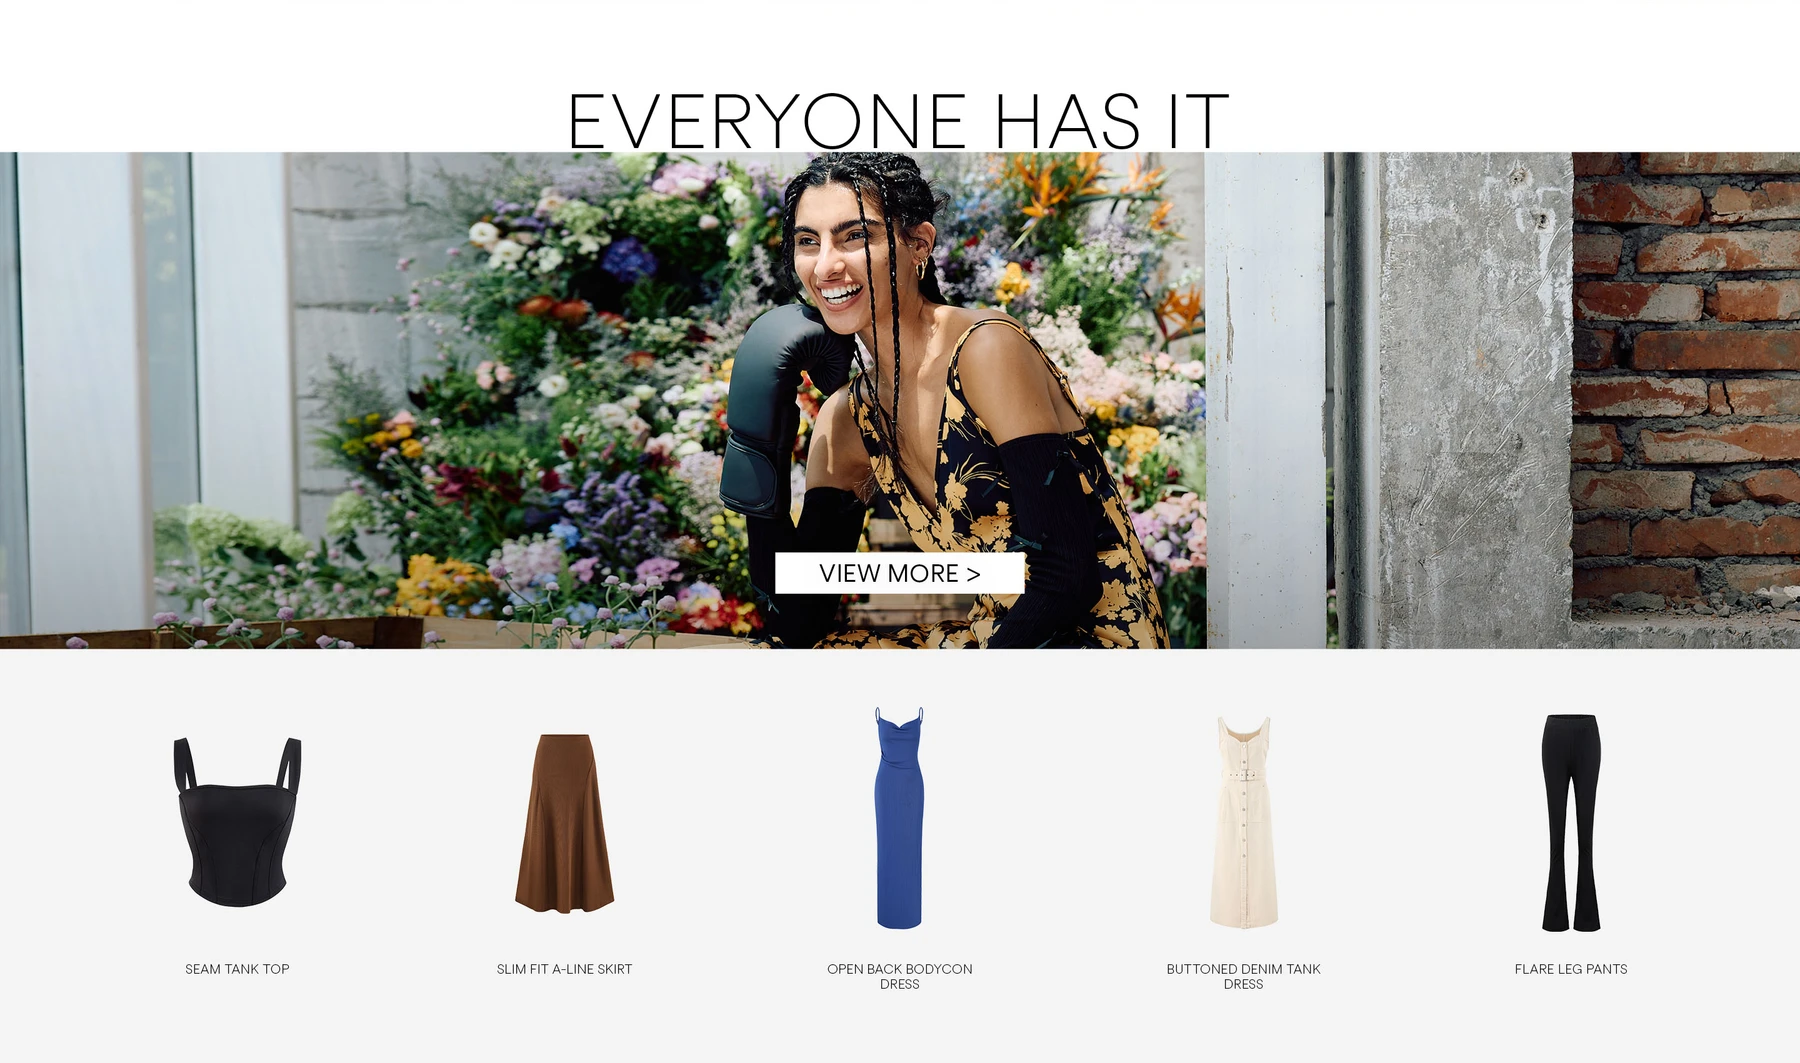 EVERYONE HAS IT
VIEW MORE >
SEAM TANK TOP
SLIM FIT A-LINE SKIRT
OPEN BACK BODYCON
DRESS
BUTTONED DENIM TANK
DRESS
FLARE LEG PANTS